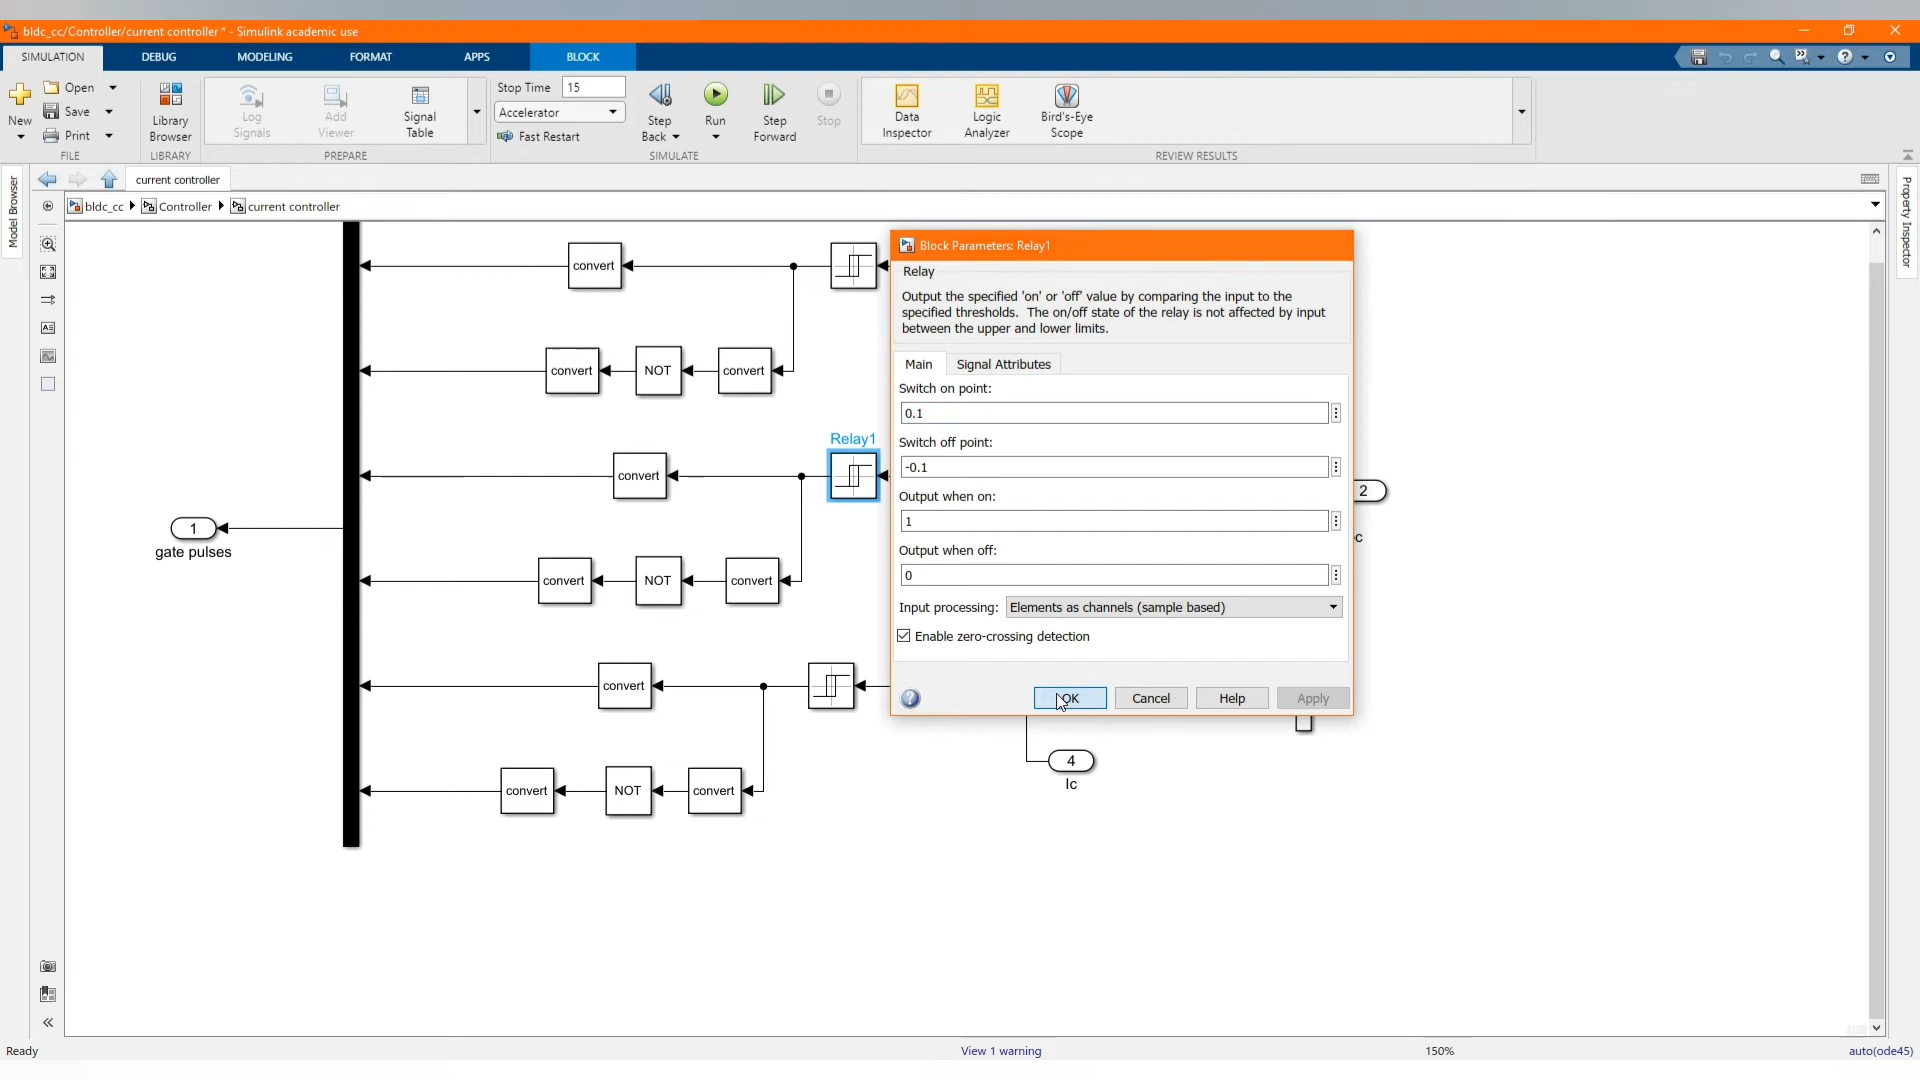 bldc_cc/Controller/current controller * - Simulink academic use
SIMULATION DEBUG MODELING FORMAT APPS BLOCK
New
Open
Save
Print
FILE
Library
Browser
LIBRARY
Log
Signals
Add
Viewer
Signal
Table
PREPARE
Stop Time 15
Accelerator
Fast Restart
Step
Back
Run
Step
Forward
Stop
SIMULATE
Data
Inspector
Logic
Analyzer
Bird's-Eye
Scope
REVIEW RESULTS
Model Browser
current controller
bldc_cc Controller current controller
Property Inspector
convert
convert NOT convert
Relay1
convert
1
gate pulses
convert NOT convert
convert
convert NOT convert
Block Parameters: Relay1
Relay
Output the specified 'on' or 'off' value by comparing the input to the
specified thresholds. The on/off state of the relay is not affected by input
between the upper and lower limits.
Main Signal Attributes
Switch on point:
0.1
Switch off point:
-0.1
Output when on:
1
Output when off:
0
Input processing: Elements as channels (sample based)
Enable zero-crossing detection
OK Cancel Help Apply
2
c
4
Ic
Ready
View 1 warning
150%
auto(ode45)